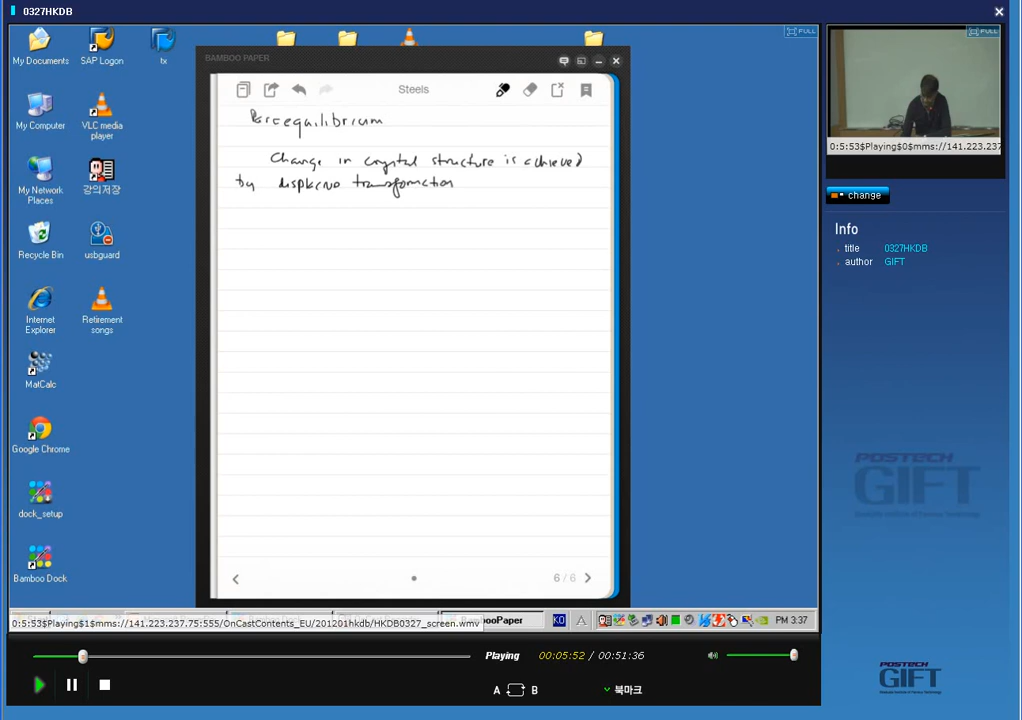 0327HKDB
My Documents
SAP Logon
tx
My Computer
VLC media
player
My Network
Places
강의저장
Recycle Bin
usbguard
Internet
Explorer
Retirement
songs
MatCalc
Google Chrome
dock_setup
Bamboo Dock
BAMBOO PAPER
Steels
Paraequilibrium
Change in crystal structure is achieved
by displacive transformation
6 / 6
FULL
FULL
0:5:53$Playing$0$mms://141.223.237
change
Info
title 0327HKDB
author GIFT
POSTECH
GIFT
0:5:53$Playing$1$mms://141.223.237.75:555/OnCastContents_EU/201201hkdb/HKDB0327_screen.wmv
booPaper
KO
A
PM 3:37
Playing 00:05:52 / 00:51:36
A B
북마크
POSTECH
GIFT